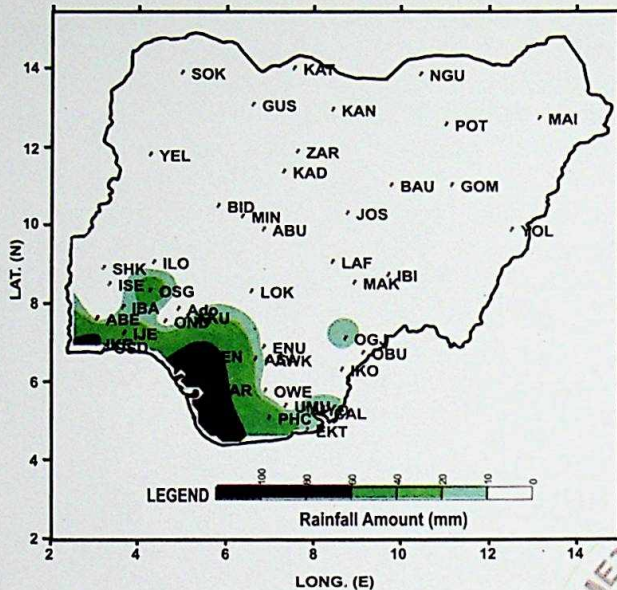 14
SOK
KAT
NGU
GUS
KAN
POT
MAI
12
YEL
ZAR
KAD
BAU
GOM
BID
MIN
JOS
10
ABU
YOL
LAT. (N)
SHK
ILO
LAF
IBI
ISE
OSG
LOK
MAK
8
IBA
ABE
IJE
OGJ
ENU
AWK
OBU
IKO
6
OWE
UMU
CAL
PHC
EKT
4
LEGEND
100
80
60
40
20
10
0
Rainfall Amount (mm)
2
2
4
6
8
10
12
14
LONG. (E)